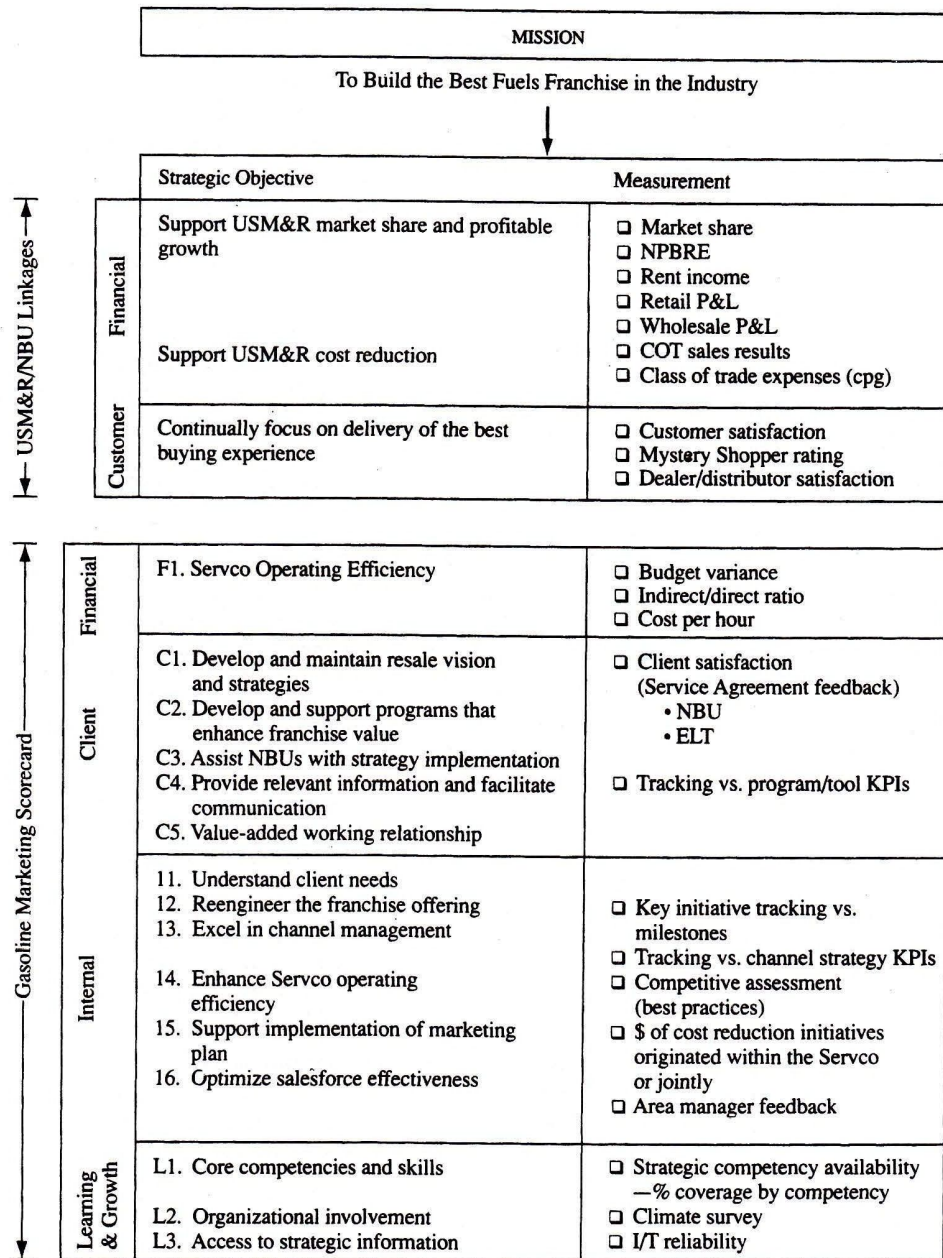 MISSION
To Build the Best Fuels Franchise in the Industry
Strategic Objective
Measurement
USM&R/NBU Linkages
Financial
Support USM&R market share and profitable
growth
Support USM&R cost reduction
❑ Market share
❑ NPBRE
❑ Rent income
❑ Retail P&L
❑ Wholesale P&L
❑ COT sales results
❑ Class of trade expenses (cpg)
Customer
Continually focus on delivery of the best
buying experience
❑ Customer satisfaction
❑ Mystery Shopper rating
❑ Dealer/distributor satisfaction
Gasoline Marketing Scorecard
Financial
F1. Servco Operating Efficiency
❑ Budget variance
❑ Indirect/direct ratio
❑ Cost per hour
Client
C1. Develop and maintain resale vision
and strategies
C2. Develop and support programs that
enhance franchise value
C3. Assist NBUs with strategy implementation
C4. Provide relevant information and facilitate
communication
C5. Value-added working relationship
❑ Client satisfaction
(Service Agreement feedback)
• NBU
• ELT
❑ Tracking vs. program/tool KPIs
Internal
11. Understand client needs
12. Reengineer the franchise offering
13. Excel in channel management
14. Enhance Servco operating
efficiency
15. Support implementation of marketing
plan
16. Optimize salesforce effectiveness
❑ Key initiative tracking vs.
milestones
❑ Tracking vs. channel strategy KPIs
❑ Competitive assessment
(best practices)
❑ $ of cost reduction initiatives
originated within the Servco
or jointly
❑ Area manager feedback
Learning
& Growth
L1. Core competencies and skills
L2. Organizational involvement
L3. Access to strategic information
❑ Strategic competency availability
—% coverage by competency
❑ Climate survey
❑ I/T reliability